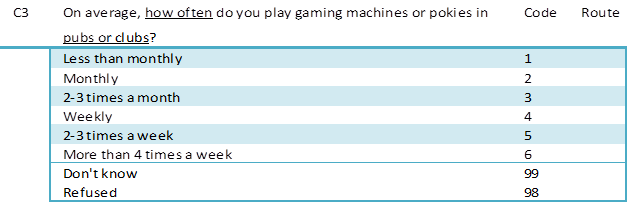 C3 On average, how often do you play gaming machines or pokies in Code Route
pubs or clubs?
Less than monthly 1
Monthly 2
2-3 times a month 3
Weekly 4
2-3 times a week 5
More than 4 times a week 6
Don't know 99
Refused 98